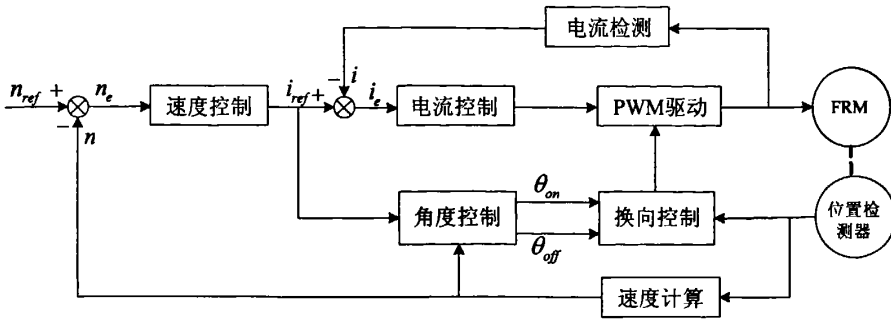 电流检测
n_ref + n_e 速度控制 i_ref + − i i_e 电流控制 PWM驱动 FRM
− n
θ_on
角度控制 换向控制 位置检
测器
θ_off
速度计算